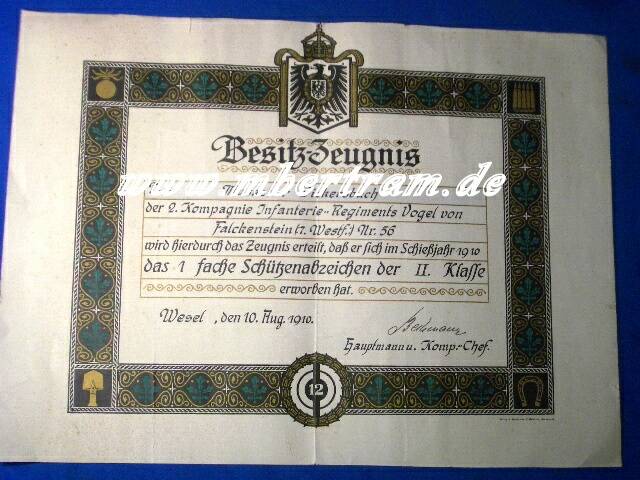 Besitz-Zeugnis
www.mbertram.de
der 2. Kompagnie Infanterie-Regiments Vogel von
Falckenstein (7. Westf.) Nr. 56
wird hierdurch das Zeugnis erteilt, daß er sich im Schießjahr 1910
das 1 fache Schützenabzeichen der II. Klasse
erworben hat.
Wesel, den 10. Aug. 1910.
Hauptmann u. Komp.-Chef.
12